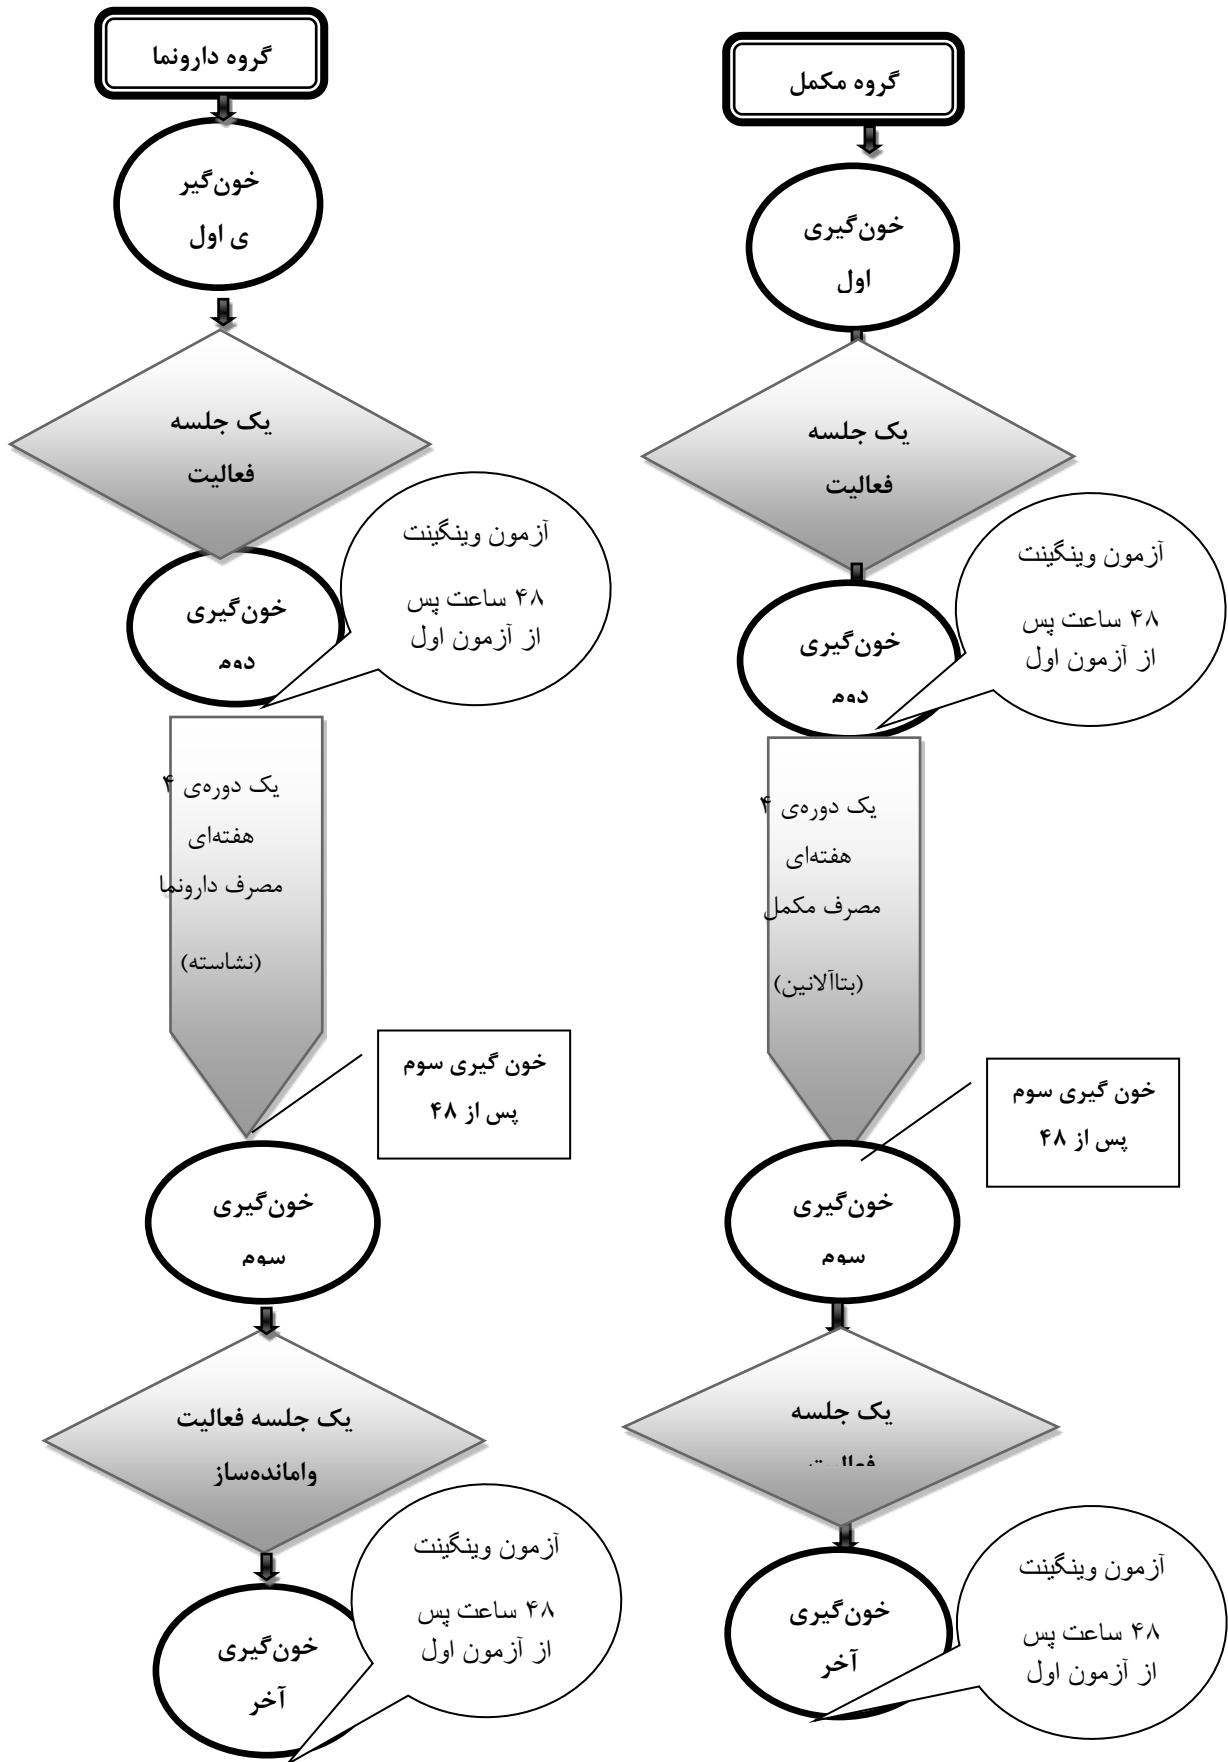 گروه مکمل
خون‌گیری
اول
یک جلسه
فعالیت
آزمون وینگینت
۴۸ ساعت پس
از آزمون اول
خون‌گیری
دوم
یک دوره‌ی ۴
هفته‌ای
مصرف مکمل
(بتاآلانین)
خون گیری سوم
پس از ۴۸
خون‌گیری
سوم
یک جلسه
فعالیت
آزمون وینگینت
۴۸ ساعت پس
از آزمون اول
خون‌گیری
آخر
گروه دارونما
خون‌گیر
ی اول
یک جلسه
فعالیت
آزمون وینگینت
۴۸ ساعت پس
از آزمون اول
خون‌گیری
دوم
یک دوره‌ی ۴
هفته‌ای
مصرف دارونما
(نشاسته)
خون گیری سوم
پس از ۴۸
خون‌گیری
سوم
یک جلسه فعالیت
وامانده‌ساز
آزمون وینگینت
۴۸ ساعت پس
از آزمون اول
خون‌گیری
آخر